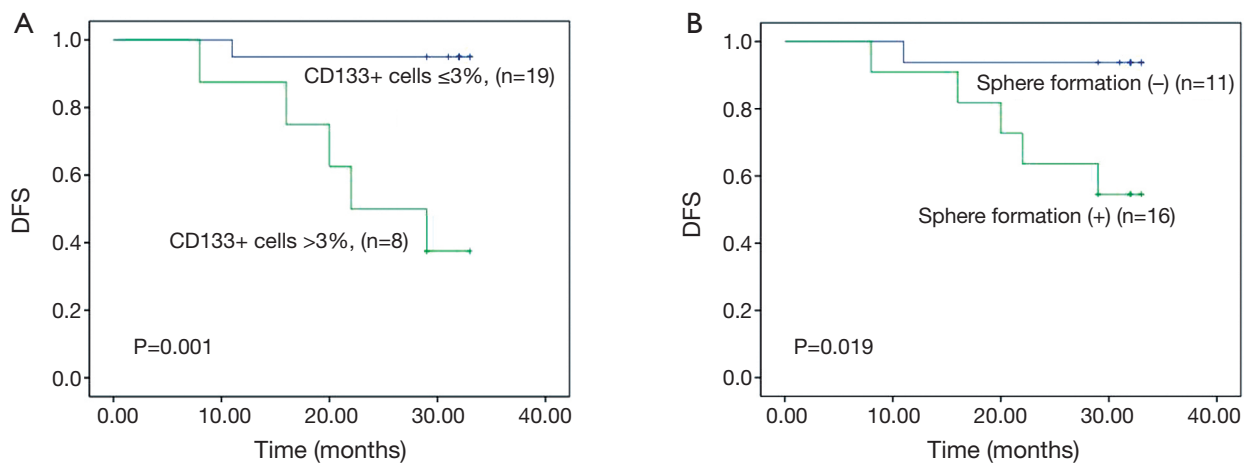 A
1.0
0.8
0.6
0.4
0.2
0.0
DFS
CD133+ cells ≤3%, (n=19)
CD133+ cells >3%, (n=8)
P=0.001
0.00 10.00 20.00 30.00 40.00
Time (months)
B
1.0
0.8
0.6
0.4
0.2
0.0
DFS
Sphere formation (–) (n=11)
Sphere formation (+) (n=16)
P=0.019
0.00 10.00 20.00 30.00 40.00
Time (months)